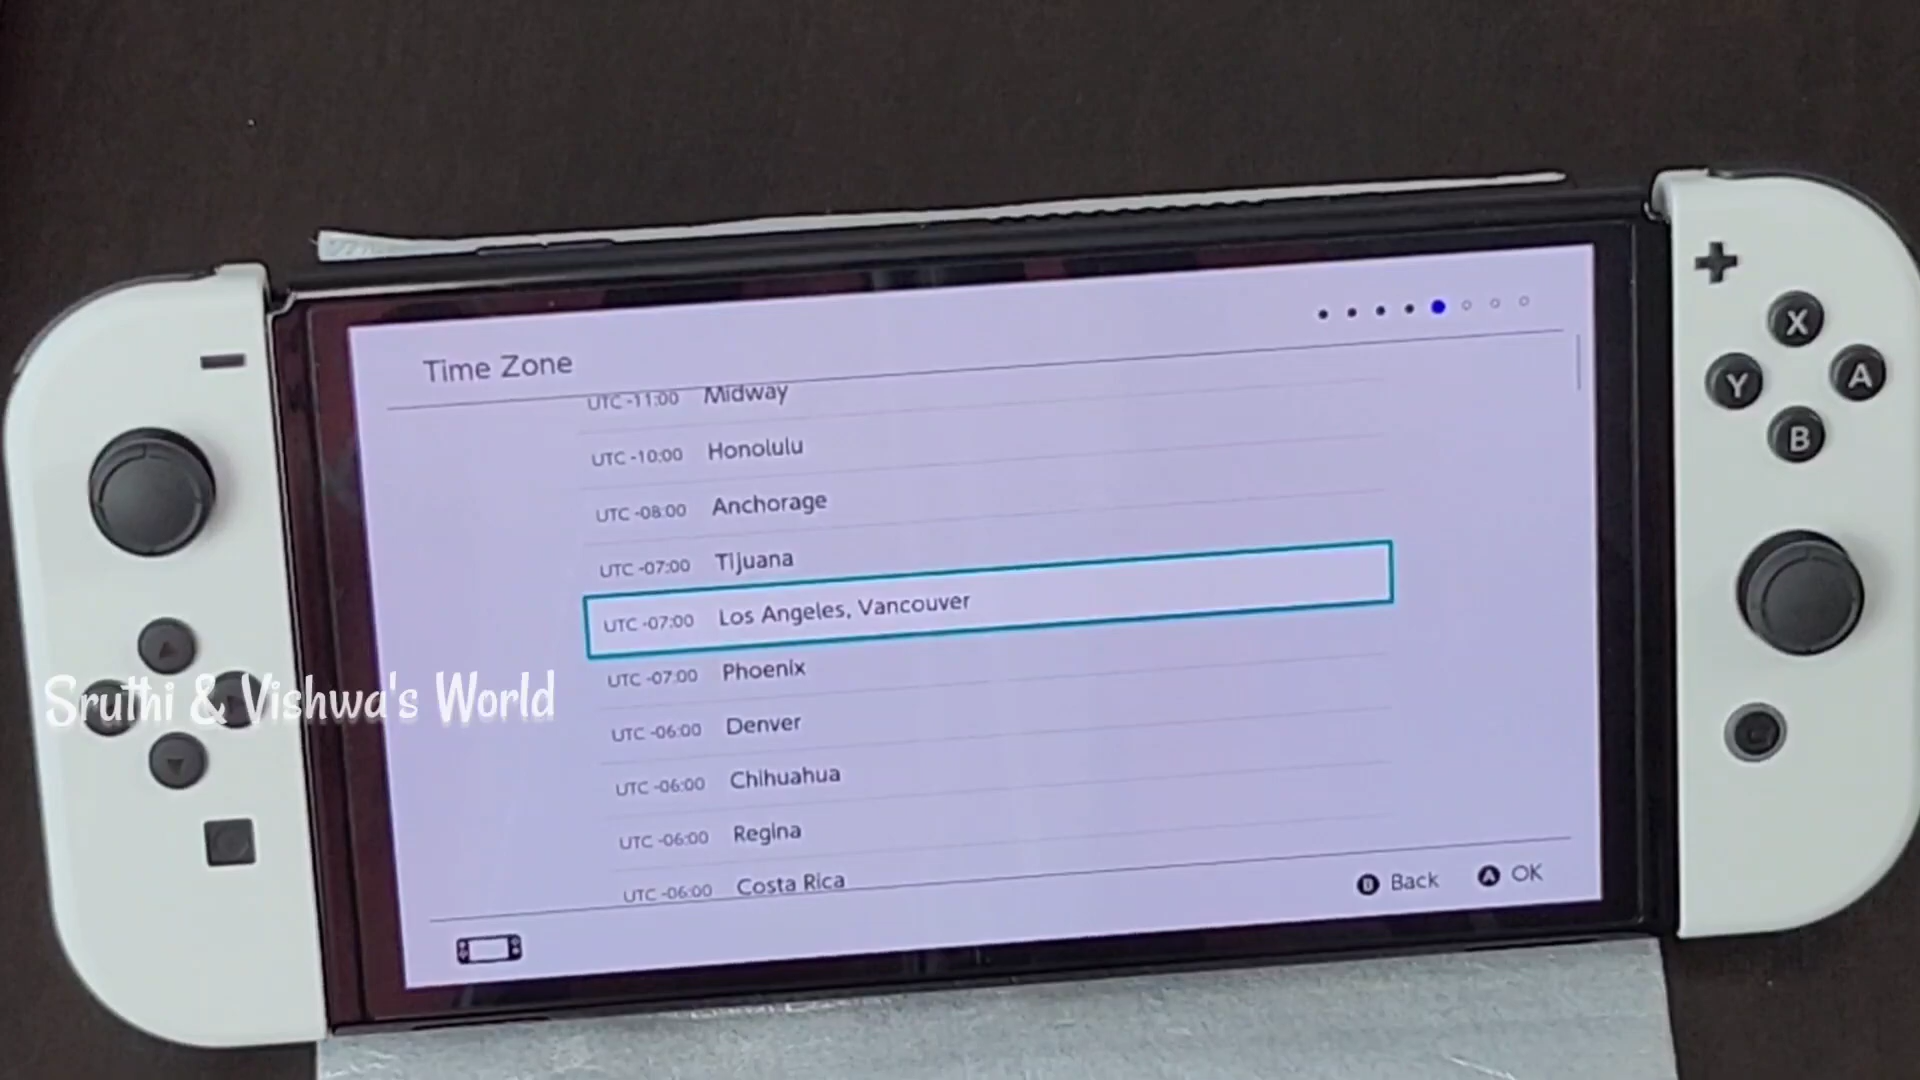 Time Zone
UTC -11:00 Midway
UTC -10:00 Honolulu
UTC -08:00 Anchorage
UTC -07:00 Tijuana
UTC -07:00 Los Angeles, Vancouver
UTC -07:00 Phoenix
UTC -06:00 Denver
UTC -06:00 Chihuahua
UTC -06:00 Regina
UTC -06:00 Costa Rica
B Back A OK
X
Y
A
B
Sruthi & Vishwa's World